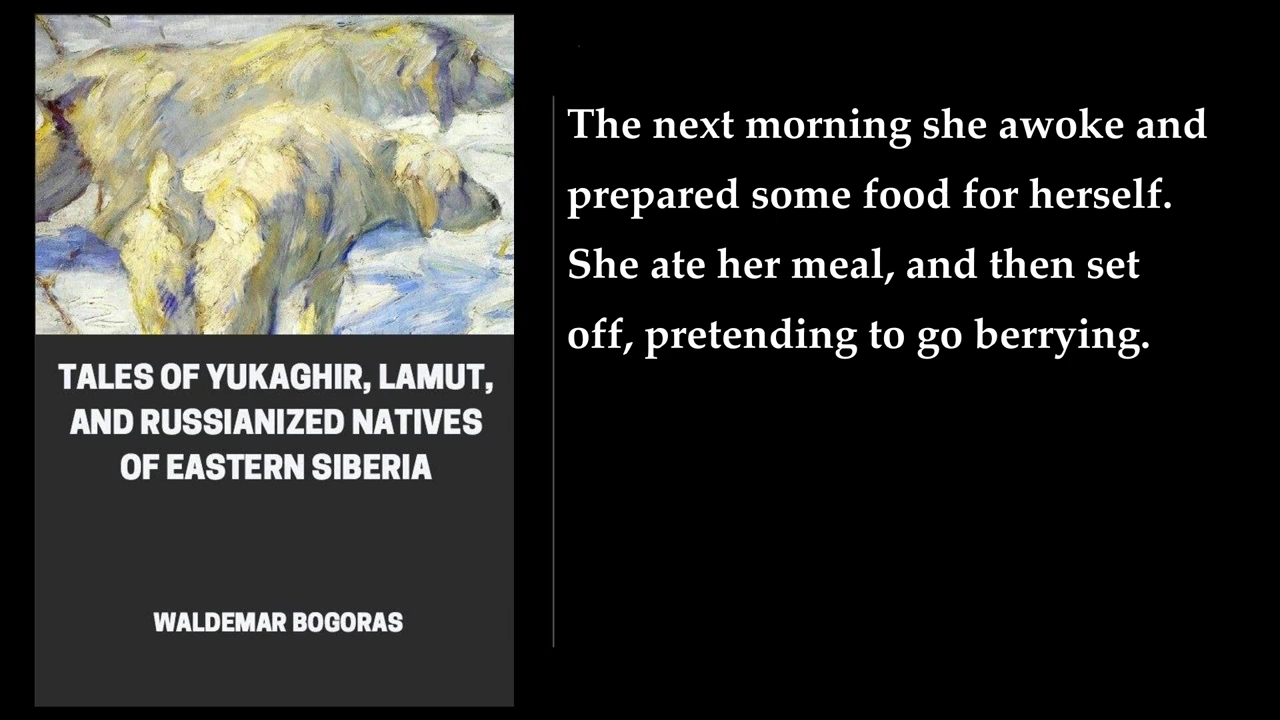 TALES OF YUKAGHIR, LAMUT,
AND RUSSIANIZED NATIVES
OF EASTERN SIBERIA
WALDEMAR BOGORAS
The next morning she awoke and
prepared some food for herself.
She ate her meal, and then set
off, pretending to go berrying.